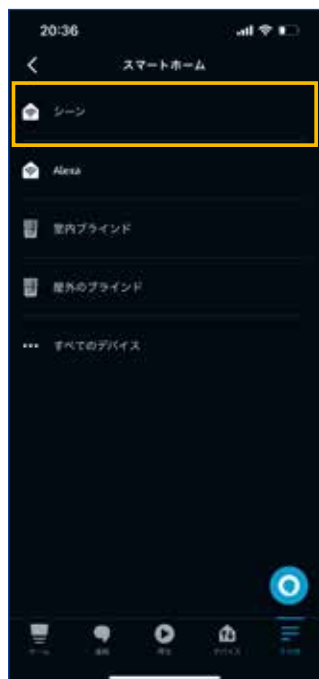 20:36
スマートホーム
シーン
Alexa
室内ブラインド
屋外のブラインド
すべてのデバイス